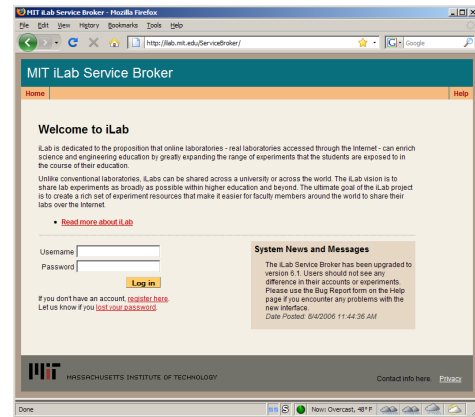 MIT iLab Service Broker - Mozilla Firefox
File Edit View History Bookmarks Tools Help
http://ilab.mit.edu/ServiceBroker/
Google
MIT iLab Service Broker
Home Help
Welcome to iLab
iLab is dedicated to the proposition that online laboratories - real laboratories accessed through the Internet - can enrich
science and engineering education by greatly expanding the range of experiments that the students are exposed to in
the course of their education.
Unlike conventional laboratories, iLabs can be shared across a university or across the world. The iLab vision is to
share lab experiments as broadly as possible within higher education and beyond. The ultimate goal of the iLab project
is to create a rich set of experiment resources that make it easier for faculty members around the world to share their
labs over the Internet.
• Read more about iLab
Username
Password
Log in
If you don't have an account, register here.
Let us know if you lost your password.
System News and Messages
The iLab Service Broker has been upgraded to
version 6.1. Users should not see any
difference in their accounts or experiments.
Please use the Bug Report form on the Help
page if you encounter any problems with the
new interface.
Date Posted: 8/4/2006 11:44:36 AM
MIT MASSACHUSETTS INSTITUTE OF TECHNOLOGY
Contact info here. Privacy
Done S Now: Overcast, 48° F